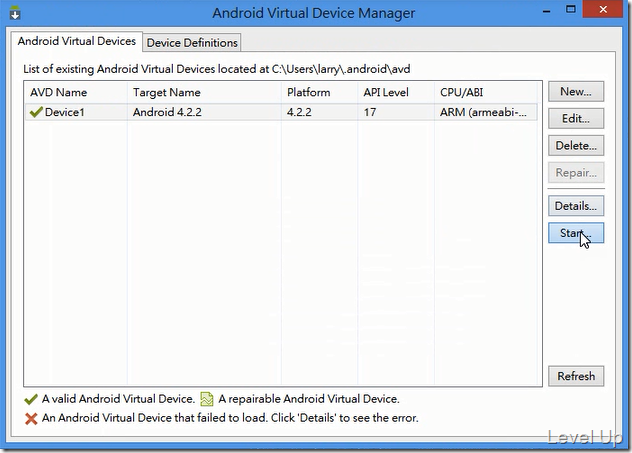 Android Virtual Device Manager
Android Virtual Devices
Device Definitions
List of existing Android Virtual Devices located at C:\Users\larry\.android\avd
AVD Name Target Name Platform API Level CPU/ABI
Device1 Android 4.2.2 4.2.2 17 ARM (armeabi-...
New...
Edit...
Delete...
Repair...
Details...
Start...
Refresh
A valid Android Virtual Device. A repairable Android Virtual Device.
An Android Virtual Device that failed to load. Click 'Details' to see the error.
Level Up